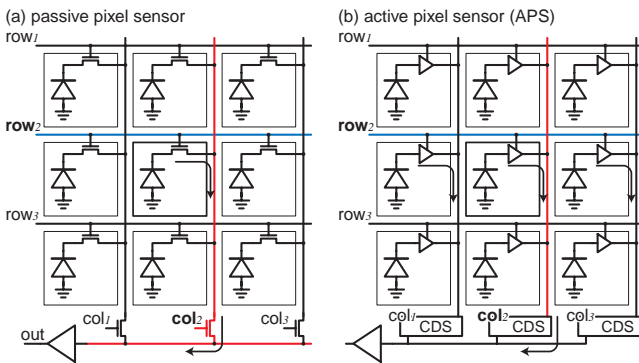 (a) passive pixel sensor
row1
row2
row3
col1
col2
col3
out
(b) active pixel sensor (APS)
row1
row2
row3
col1
col2
col3
CDS
CDS
CDS